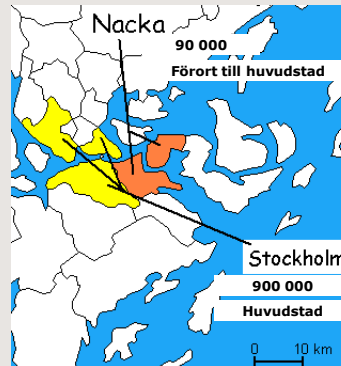 Nacka
90 000
Förort till huvudstad
Stockholm
900 000
Huvudstad
0 10 km